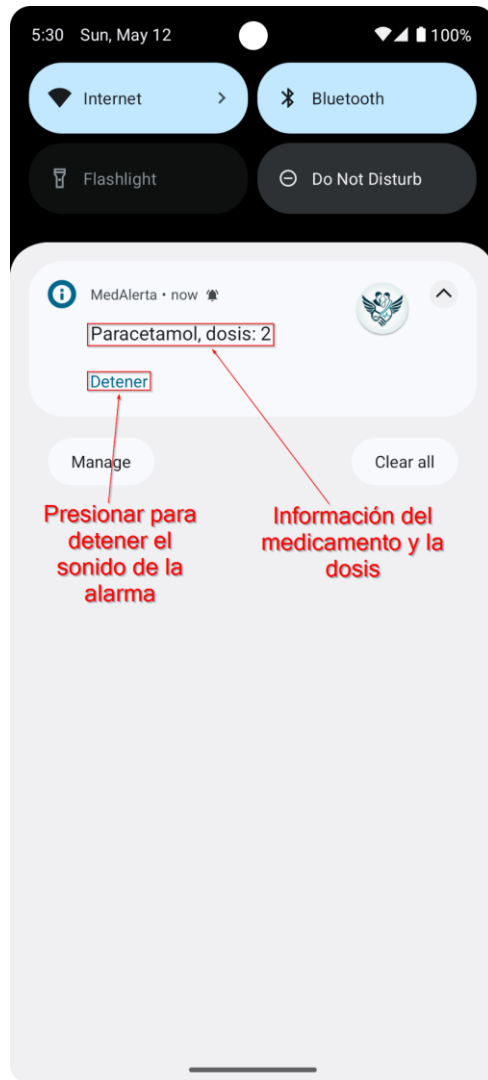 5:30 Sun, May 12 100%
Internet Bluetooth
Flashlight Do Not Disturb
MedAlerta • now
Paracetamol, dosis: 2
Detener
Manage Clear all
Presionar para
detener el
sonido de la
alarma
Información del
medicamento y la
dosis